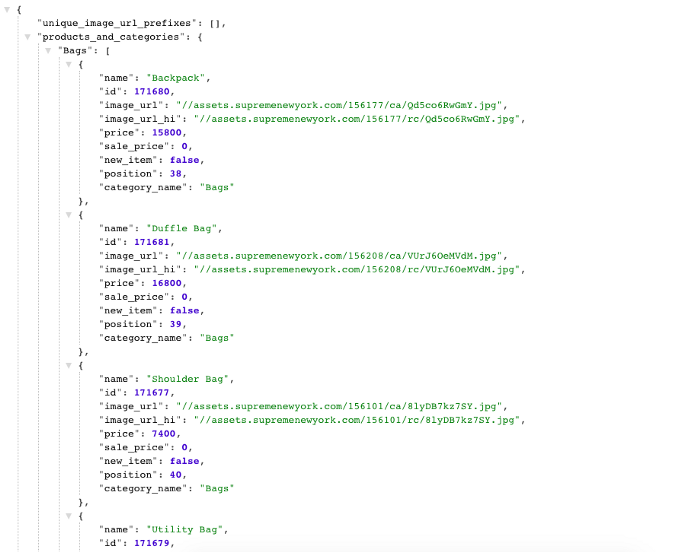 {
"unique_image_url_prefixes": [],
"products_and_categories": {
"Bags": [
{
"name": "Backpack",
"id": 171680,
"image_url": "//assets.supremenewyork.com/156177/ca/Qd5co6RwGmY.jpg",
"image_url_hi": "//assets.supremenewyork.com/156177/rc/Qd5co6RwGmY.jpg",
"price": 15800,
"sale_price": 0,
"new_item": false,
"position": 38,
"category_name": "Bags"
},
{
"name": "Duffle Bag",
"id": 171681,
"image_url": "//assets.supremenewyork.com/156208/ca/VUrJ6OeMVdM.jpg",
"image_url_hi": "//assets.supremenewyork.com/156208/rc/VUrJ6OeMVdM.jpg",
"price": 16800,
"sale_price": 0,
"new_item": false,
"position": 39,
"category_name": "Bags"
},
{
"name": "Shoulder Bag",
"id": 171677,
"image_url": "//assets.supremenewyork.com/156101/ca/8lyDB7kz7SY.jpg",
"image_url_hi": "//assets.supremenewyork.com/156101/rc/8lyDB7kz7SY.jpg",
"price": 7400,
"sale_price": 0,
"new_item": false,
"position": 40,
"category_name": "Bags"
},
{
"name": "Utility Bag",
"id": 171679,